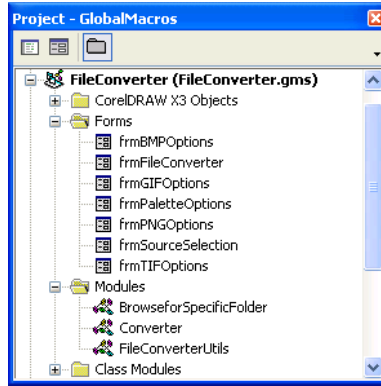 Project - GlobalMacros
FileConverter (FileConverter.gms)
CorelDRAW X3 Objects
Forms
frmBMPOptions
frmFileConverter
frmGIFOptions
frmPaletteOptions
frmPNGOptions
frmSourceSelection
frmTIFOptions
Modules
BrowseforSpecificFolder
Converter
FileConverterUtils
Class Modules